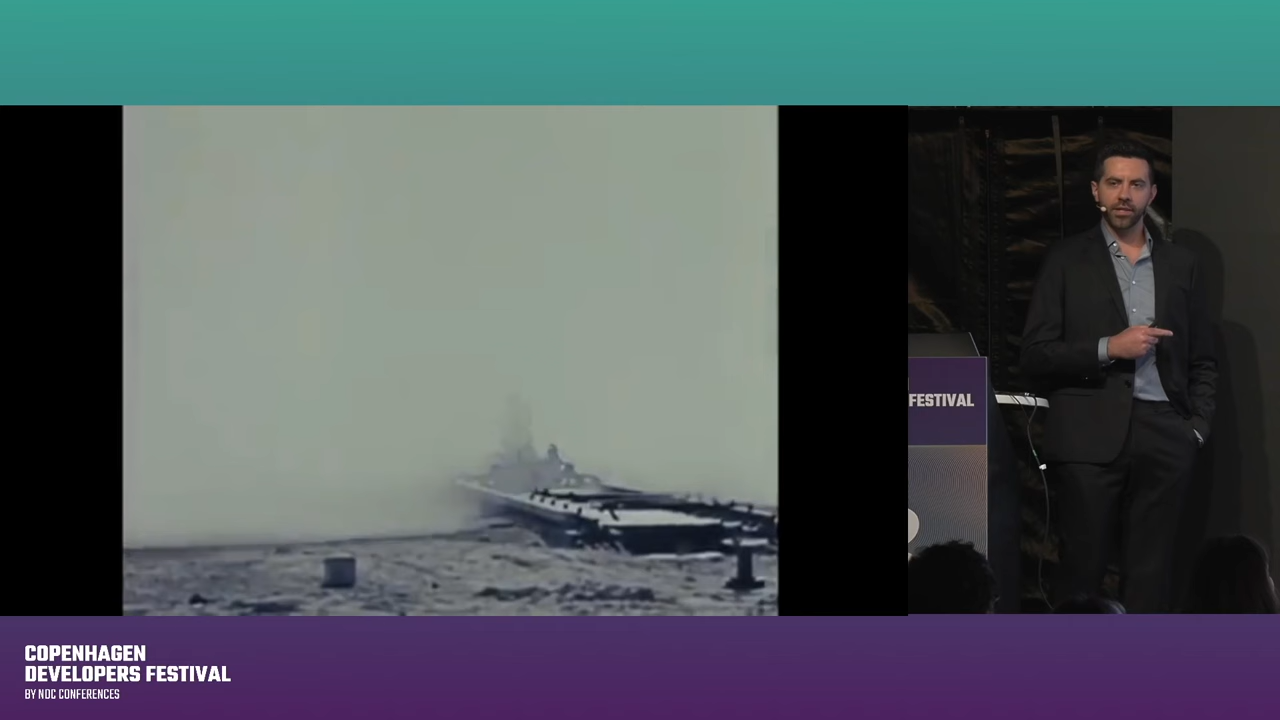 FESTIVAL
COPENHAGEN
DEVELOPERS FESTIVAL
BY NDC CONFERENCES